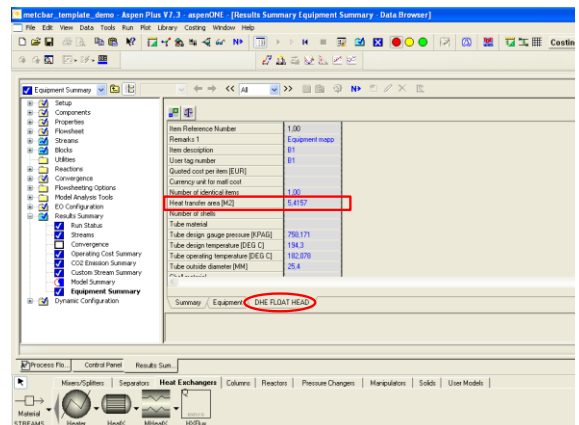 metcbar_template_demo - Aspen Plus V7.3 - aspenONE - [Results Summary Equipment Summary - Data Browser]
File Edit View Data Tools Run Plot Library Costing Window Help
Costing
Equipment Summary
All
Setup
Components
Properties
Flowsheet
Streams
Blocks
Utilities
Reactions
Convergence
Flowsheeting Options
Model Analysis Tools
EO Configuration
Results Summary
Run Status
Streams
Convergence
Operating Cost Summary
CO2 Emission Summary
Custom Stream Summary
Model Summary
Equipment Summary
Dynamic Configuration
Item Reference Number 1,00
Remarks 1 Equipment mapp
Item description B1
User tag number B1
Quoted cost per item [EUR]
Currency unit for matl cost
Number of identical items 1,00
Heat transfer area [M2] 5,4157
Number of shells
Tube material
Tube design gauge pressure [KPAG] 758,171
Tube design temperature [DEG C] 194,3
Tube operating temperature [DEG C] 182,878
Tube outside diameter [MM] 25,4
Shell material
Summary Equipment DHE FLOAT HEAD
Process Flo... Control Panel Results Sum...
Mixers/Splitters Separators Heat Exchangers Columns Reactors Pressure Changers Manipulators Solids User Models
Material
STREAMS Heater HeatX MHeatX HXFlux